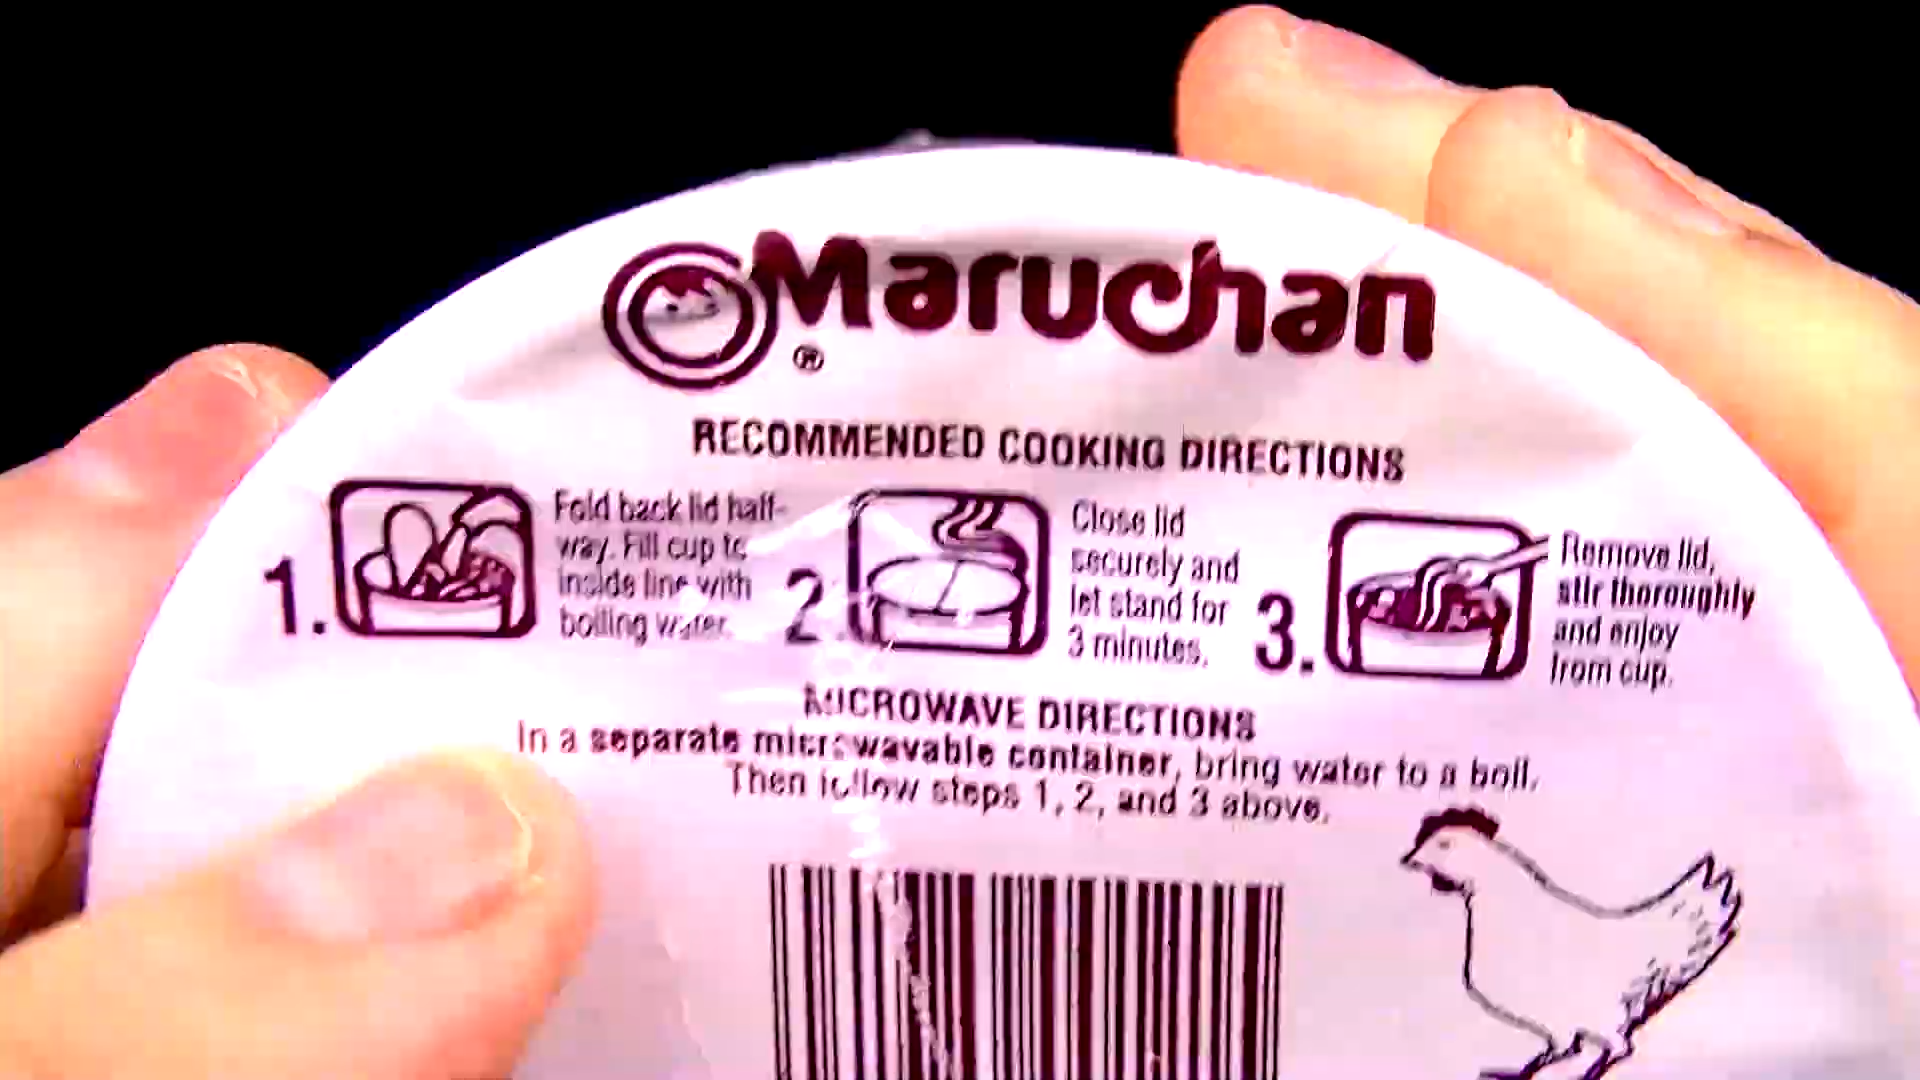 Maruchan
®
RECOMMENDED COOKING DIRECTIONS
1.
Fold back lid half-
way. Fill cup to
inside line with
boiling water.
2.
Close lid
securely and
let stand for
3 minutes.
3.
Remove lid,
stir thoroughly
and enjoy
from cup.
MICROWAVE DIRECTIONS
In a separate microwavable container, bring water to a boil.
Then follow steps 1, 2, and 3 above.